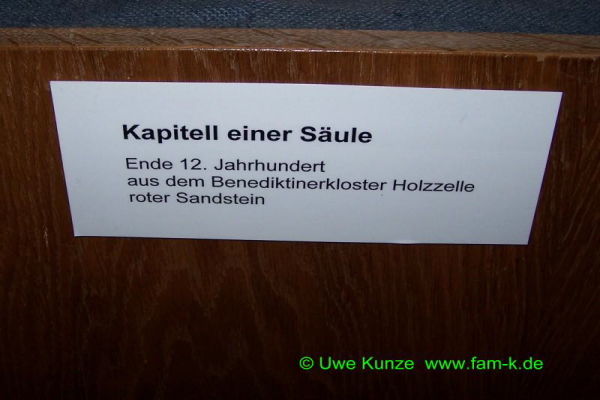 Kapitell einer Säule
Ende 12. Jahrhundert
aus dem Benediktinerkloster Holzzelle
roter Sandstein
© Uwe Kunze www.fam-k.de